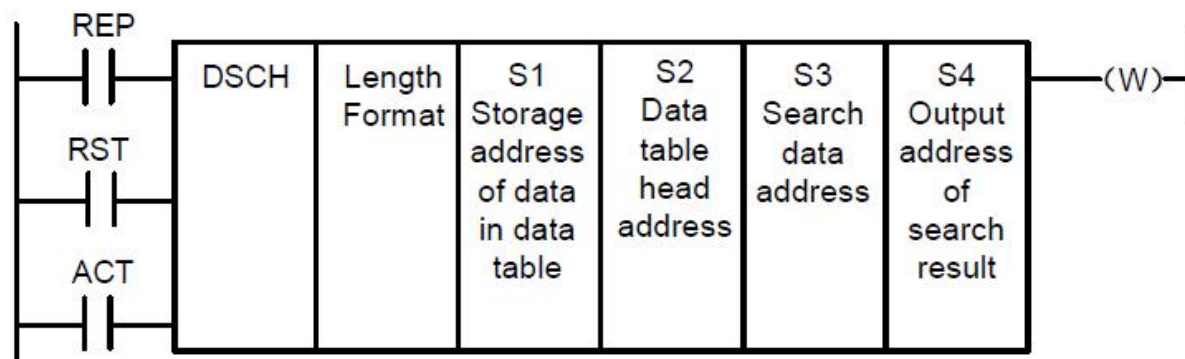 REP
RST
ACT
DSCH
Length
Format
S1
Storage
address
of data
in data
table
S2
Data
table
head
address
S3
Search
data
address
S4
Output
address
of
search
result
(W)